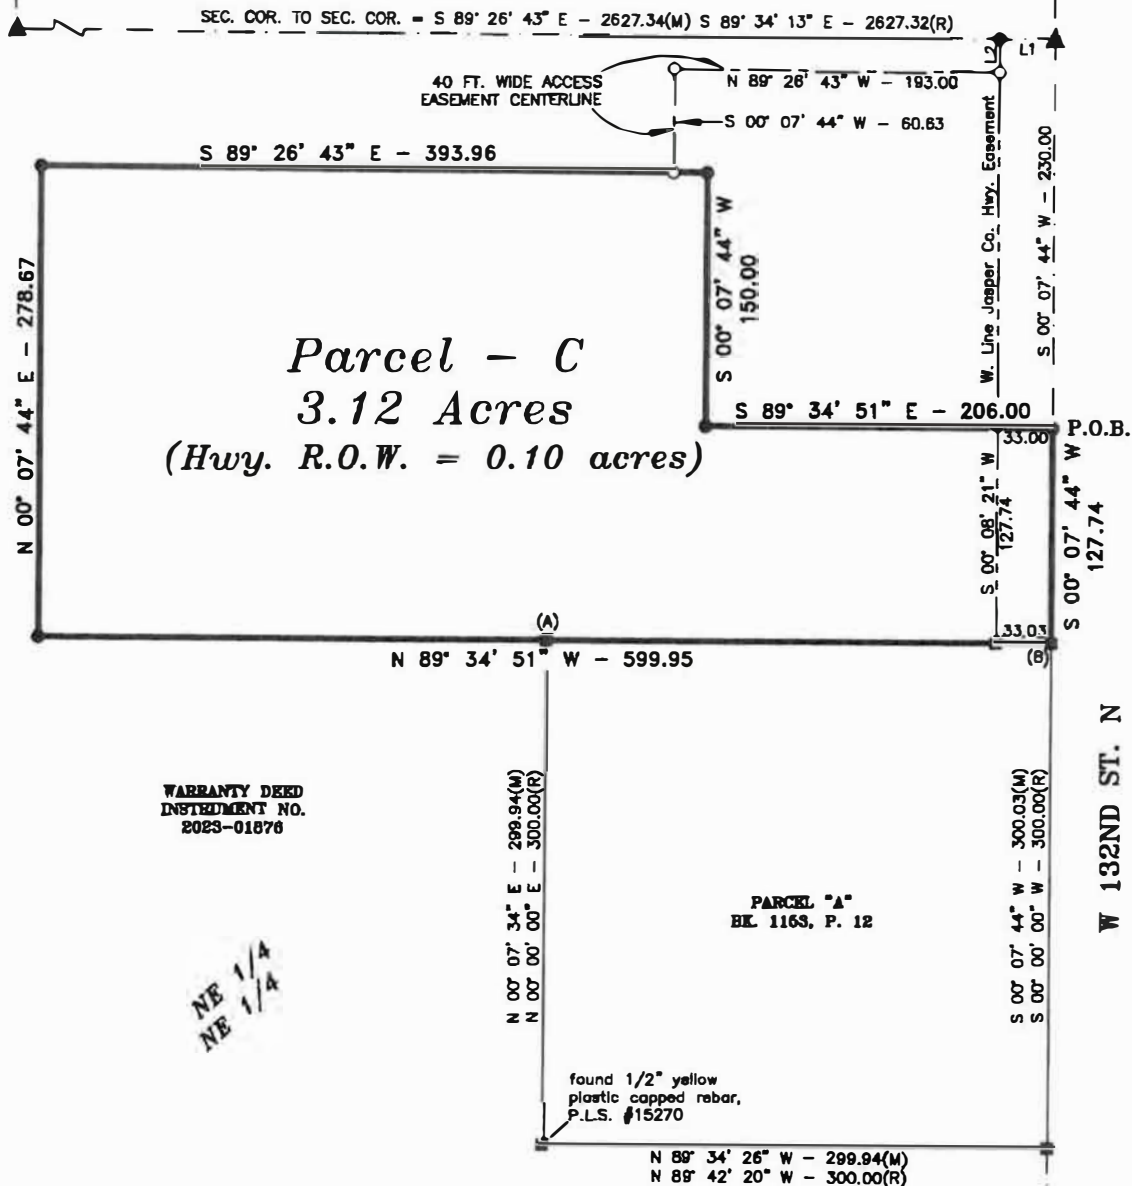 SEC. COR. TO SEC. COR. = S 89° 26' 43" E - 2627.34(M) S 89° 34' 13" E - 2627.32(R)
L2
L1
40 FT. WIDE ACCESS
EASEMENT CENTERLINE
N 89° 26' 43" W - 193.00
S 00° 07' 44" W - 60.63
S 89° 26' 43" E - 393.96
W. Line Jasper Co. Hwy. Easement
S 00° 07' 44" W - 230.00
N 00° 07' 44" E - 278.67
S 00° 07' 44" W
150.00
Parcel - C
3.12 Acres
(Hwy. R.O.W. = 0.10 acres)
S 89° 34' 51" E - 206.00
33.00
P.O.B.
S 00° 08' 21" W
127.74
S 00° 07' 44" W
127.74
(A)
33.03
(B)
N 89° 34' 51" W - 599.95
WARRANTY DEED
INSTRUMENT NO.
2023-01876
N 00° 07' 34" E - 299.94(M)
N 00° 00' 00" E - 300.00(R)
PARCEL "A"
BK. 1163, P. 12
S 00° 07' 44" W - 300.03(M)
S 00° 00' 00" W - 300.00(R)
W 132ND ST. N
NE 1/4
NE 1/4
found 1/2" yellow
plastic capped rebar,
P.L.S. #15270
N 89° 34' 26" W - 299.94(M)
N 89° 42' 20" W - 300.00(R)